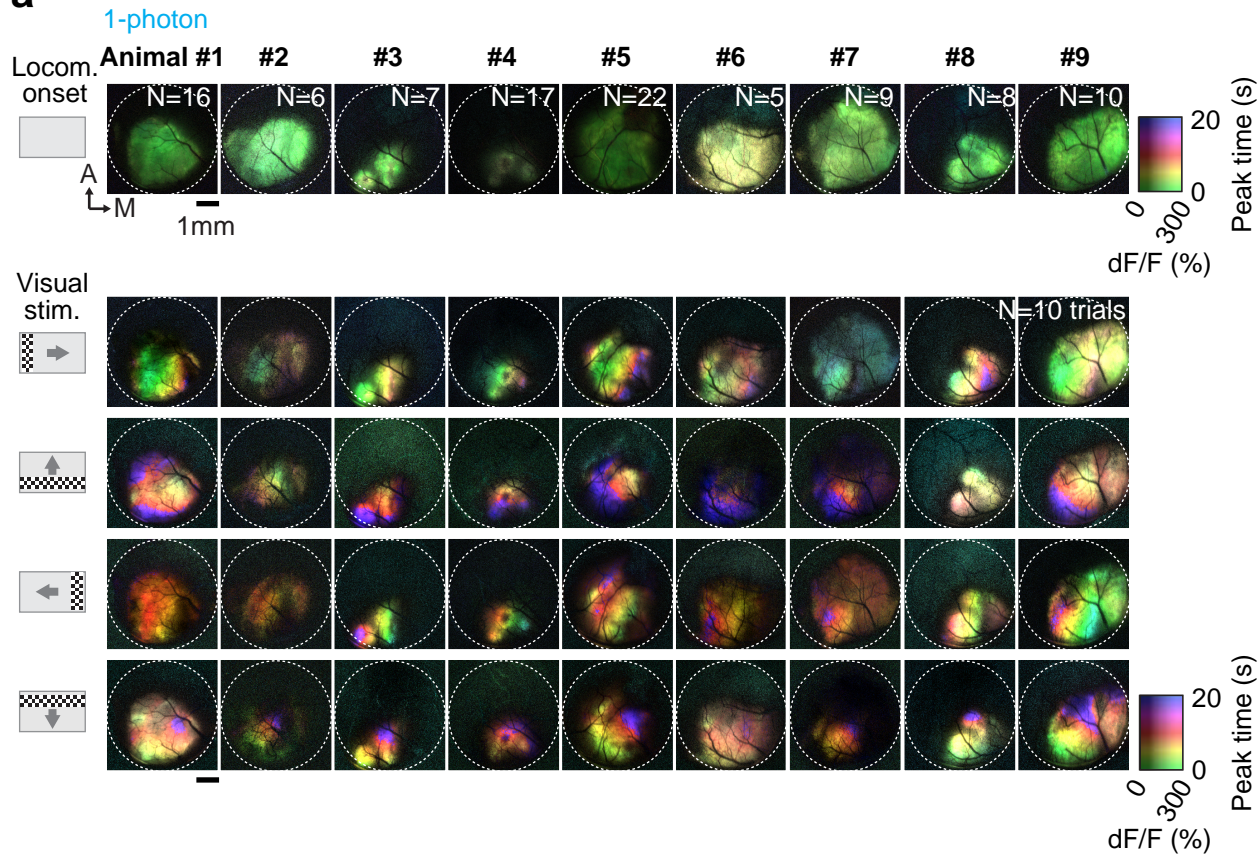 a
1-photon
Animal #1 #2 #3 #4 #5 #6 #7 #8 #9
Locom.
onset
N=16 N=6 N=7 N=17 N=22 N=5 N=9 N=8 N=10
A
M
1mm
20
0
Peak time (s)
0
300
dF/F (%)
Visual
stim.
N=10 trials
20
0
Peak time (s)
0
300
dF/F (%)